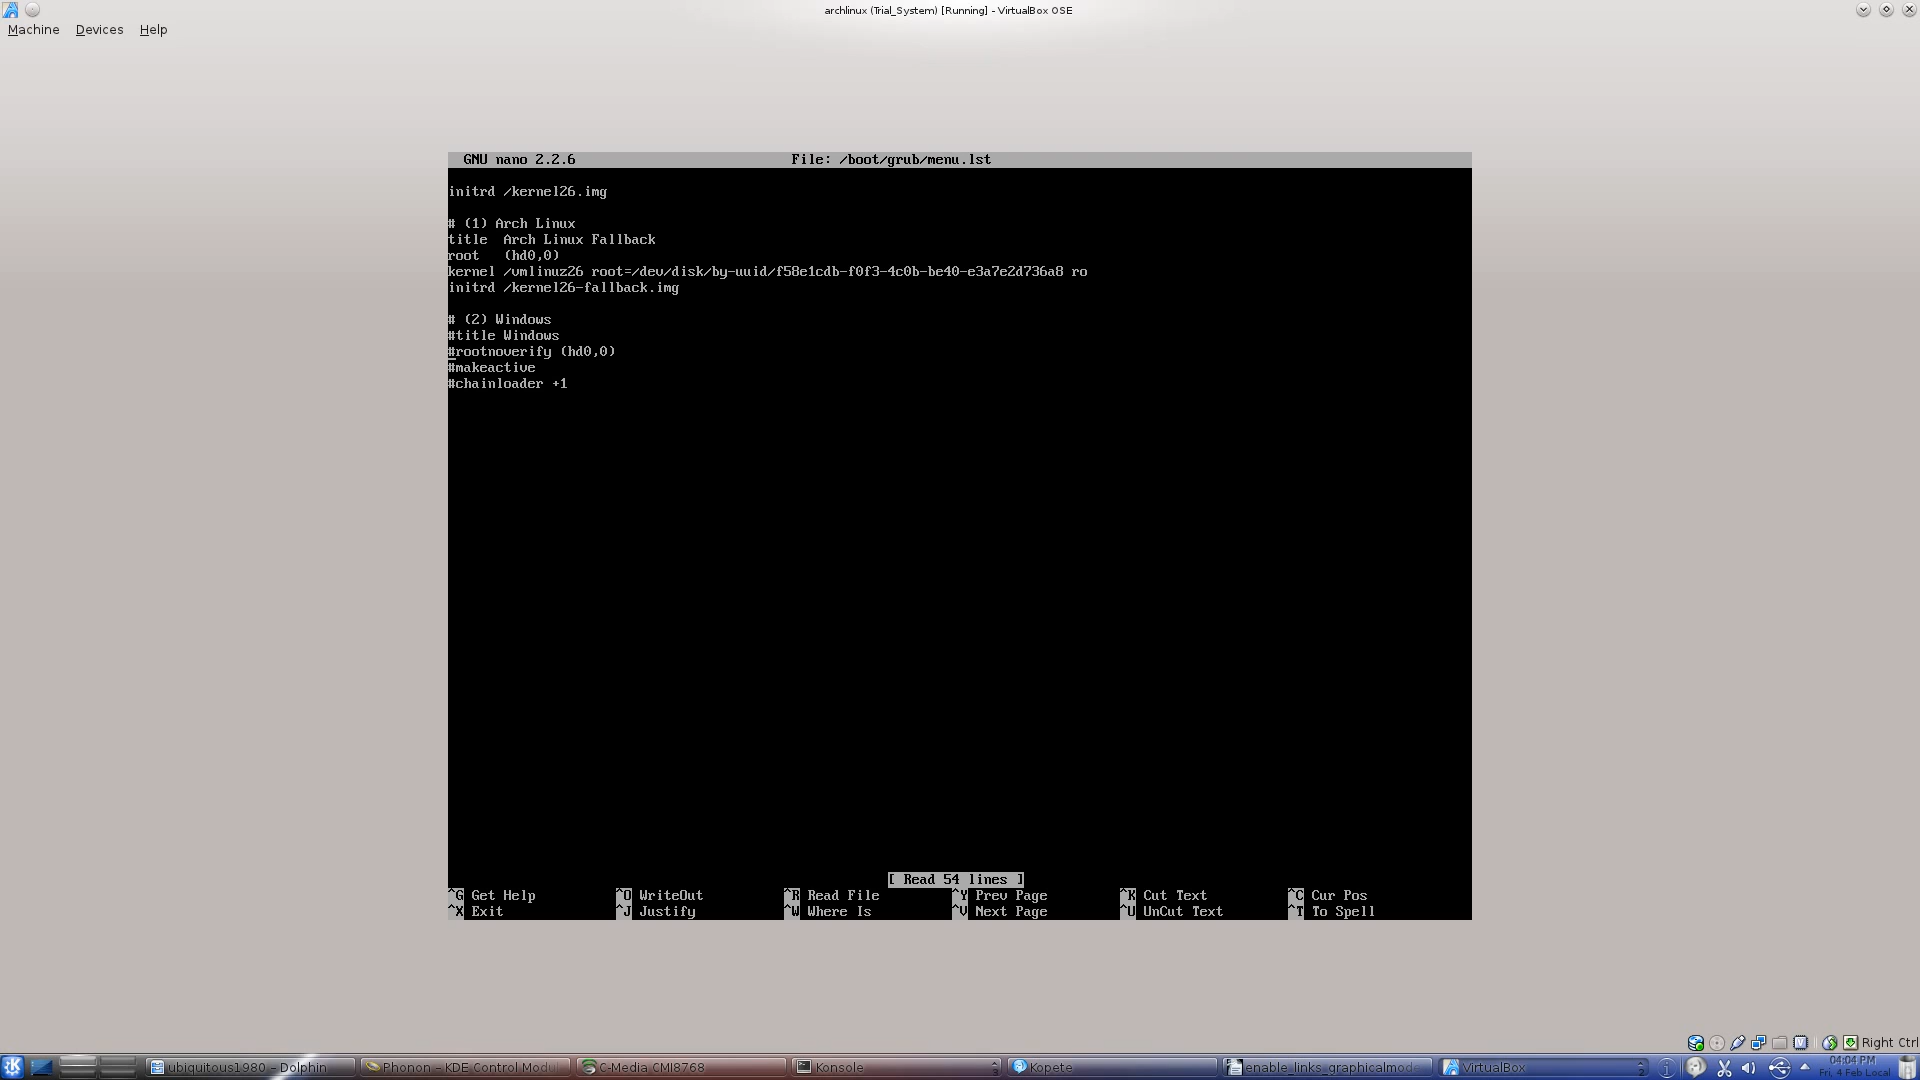 archlinux (Trial_System) [Running] - VirtualBox OSE
Machine Devices Help
GNU nano 2.2.6 File: /boot/grub/menu.lst
initrd /kernel26.img
# (1) Arch Linux
title Arch Linux Fallback
root (hd0,0)
kernel /vmlinuz26 root=/dev/disk/by-uuid/f58e1cdb-f0f3-4c0b-be40-e3a7e2d736a8 ro
initrd /kernel26-fallback.img
# (2) Windows
#title Windows
#rootnoverify (hd0,0)
#makeactive
#chainloader +1
[ Read 54 lines ]
^G Get Help ^O WriteOut ^R Read File ^Y Prev Page ^K Cut Text ^C Cur Pos
^X Exit ^J Justify ^W Where Is ^V Next Page ^U UnCut Text ^T To Spell
Right Ctrl
ubiquitous1980 – Dolphin Phonon – KDE Control Modul C-Media CMI8768 Konsole Kopete enable_links_graphicalmode VirtualBox 04:04 PM
Fri, 4 Feb Local